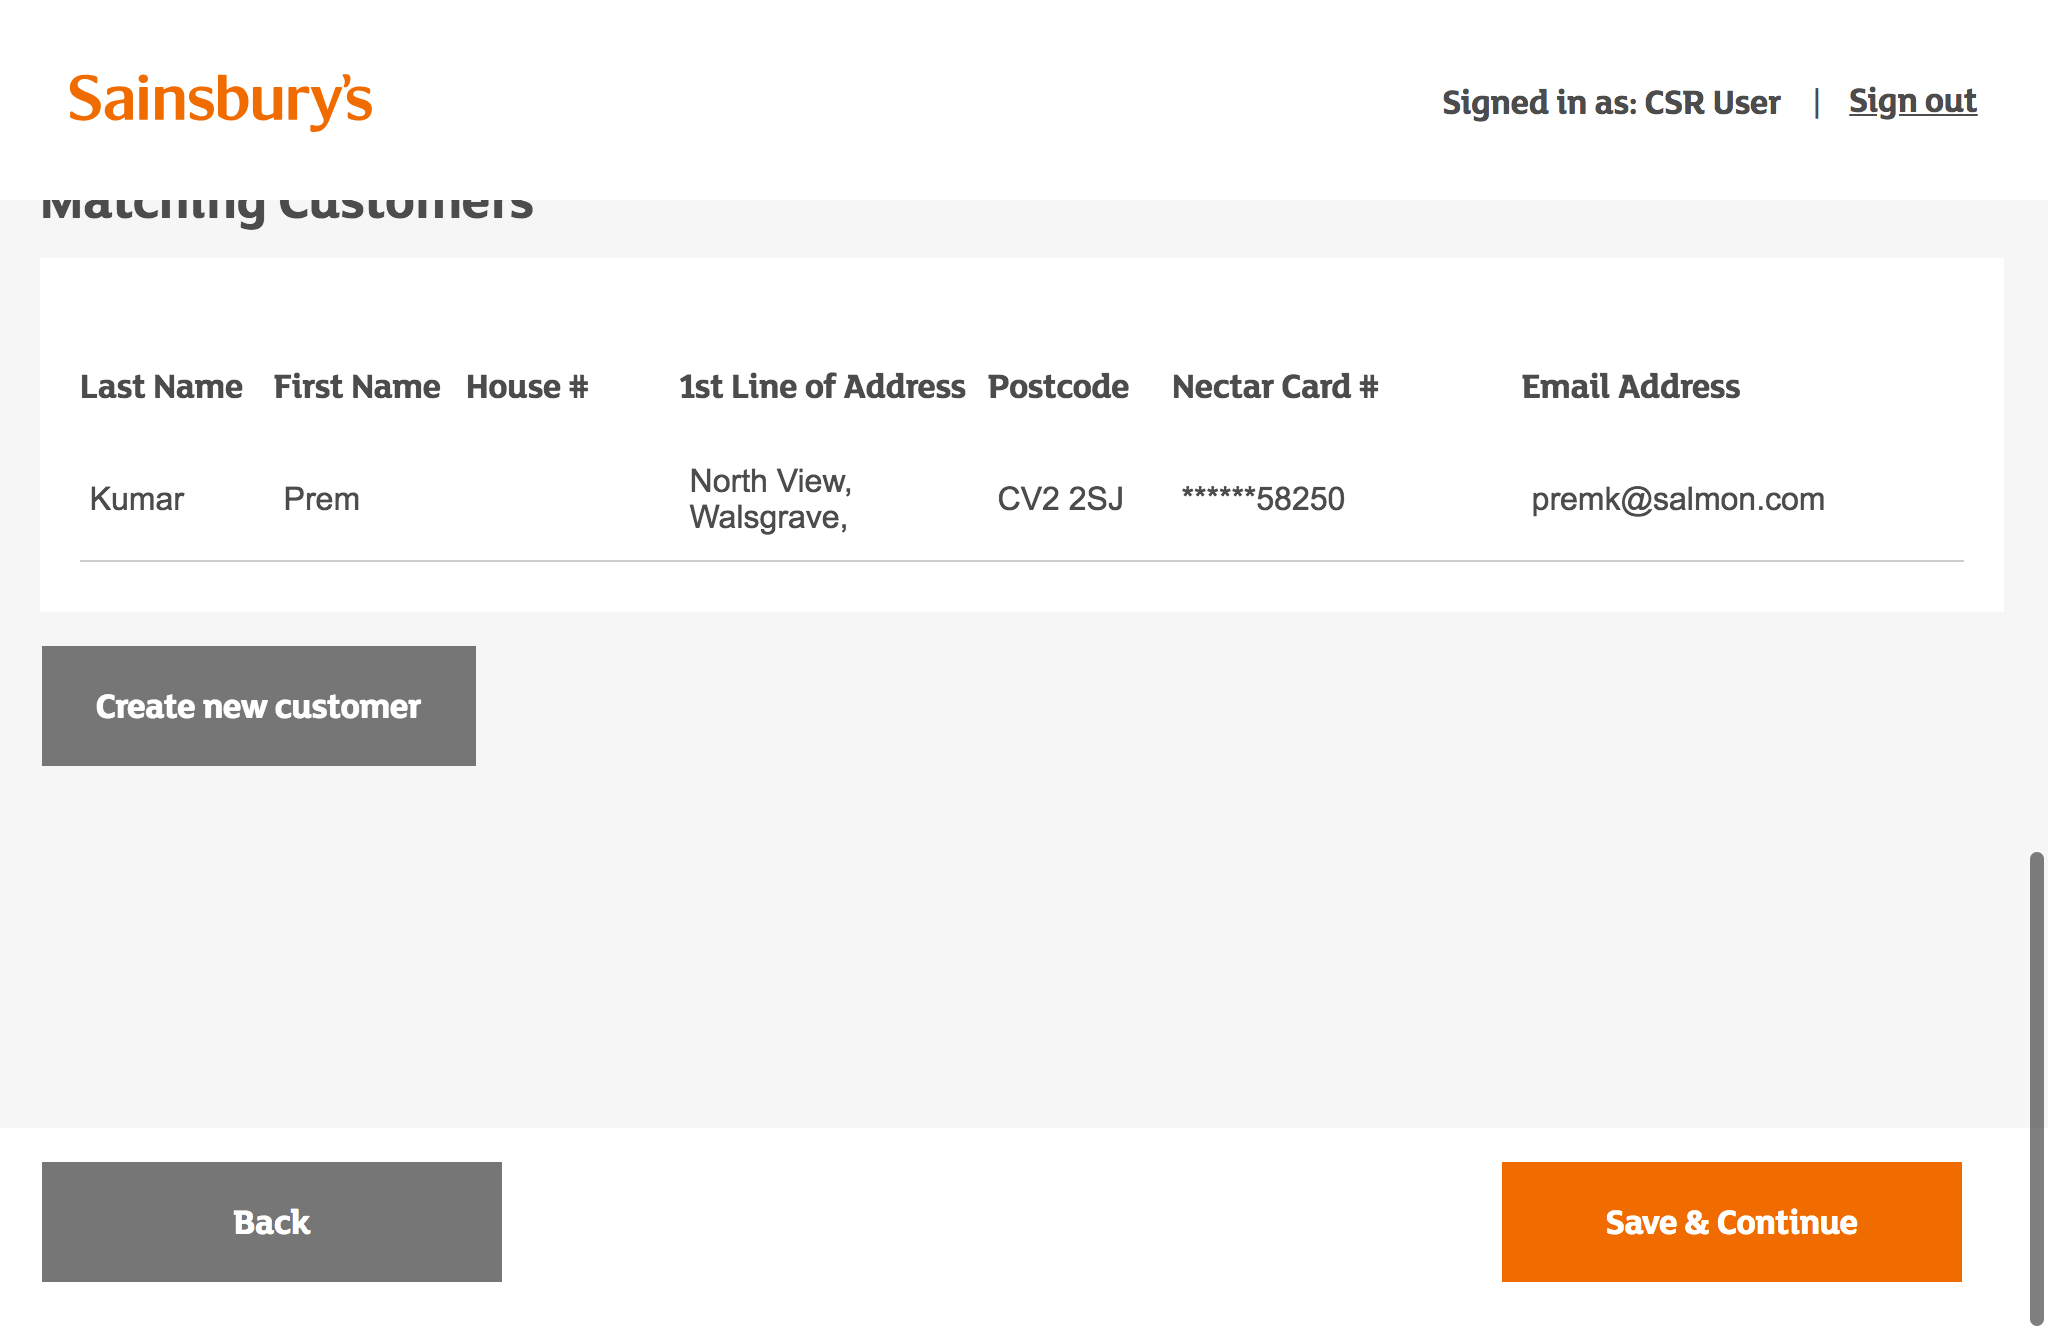 Sainsbury's
Signed in as: CSR User | Sign out
Matching Customers
Last Name First Name House # 1st Line of Address Postcode Nectar Card # Email Address
Kumar Prem North View, Walsgrave, CV2 2SJ ******58250 premk@salmon.com
Create new customer
Back
Save & Continue